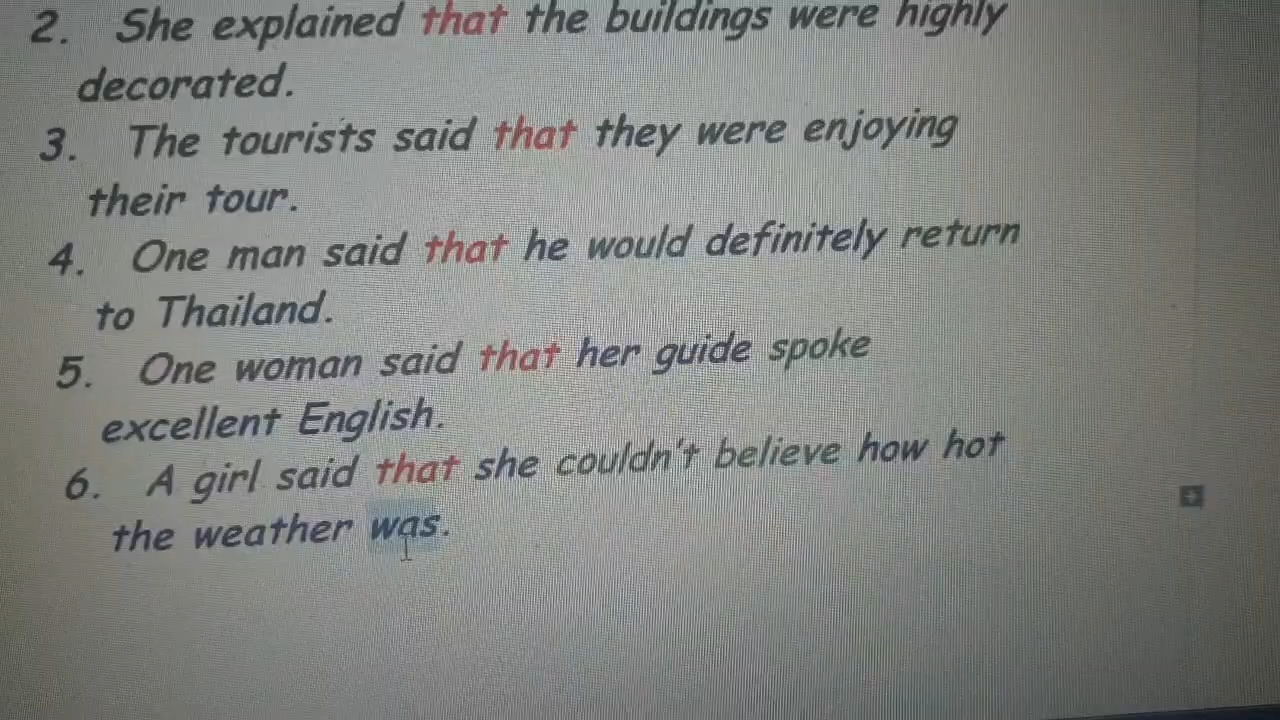 2. She explained that the buildings were highly
decorated.
3. The tourists said that they were enjoying
their tour.
4. One man said that he would definitely return
to Thailand.
5. One woman said that her guide spoke
excellent English.
6. A girl said that she couldn't believe how hot
the weather was.